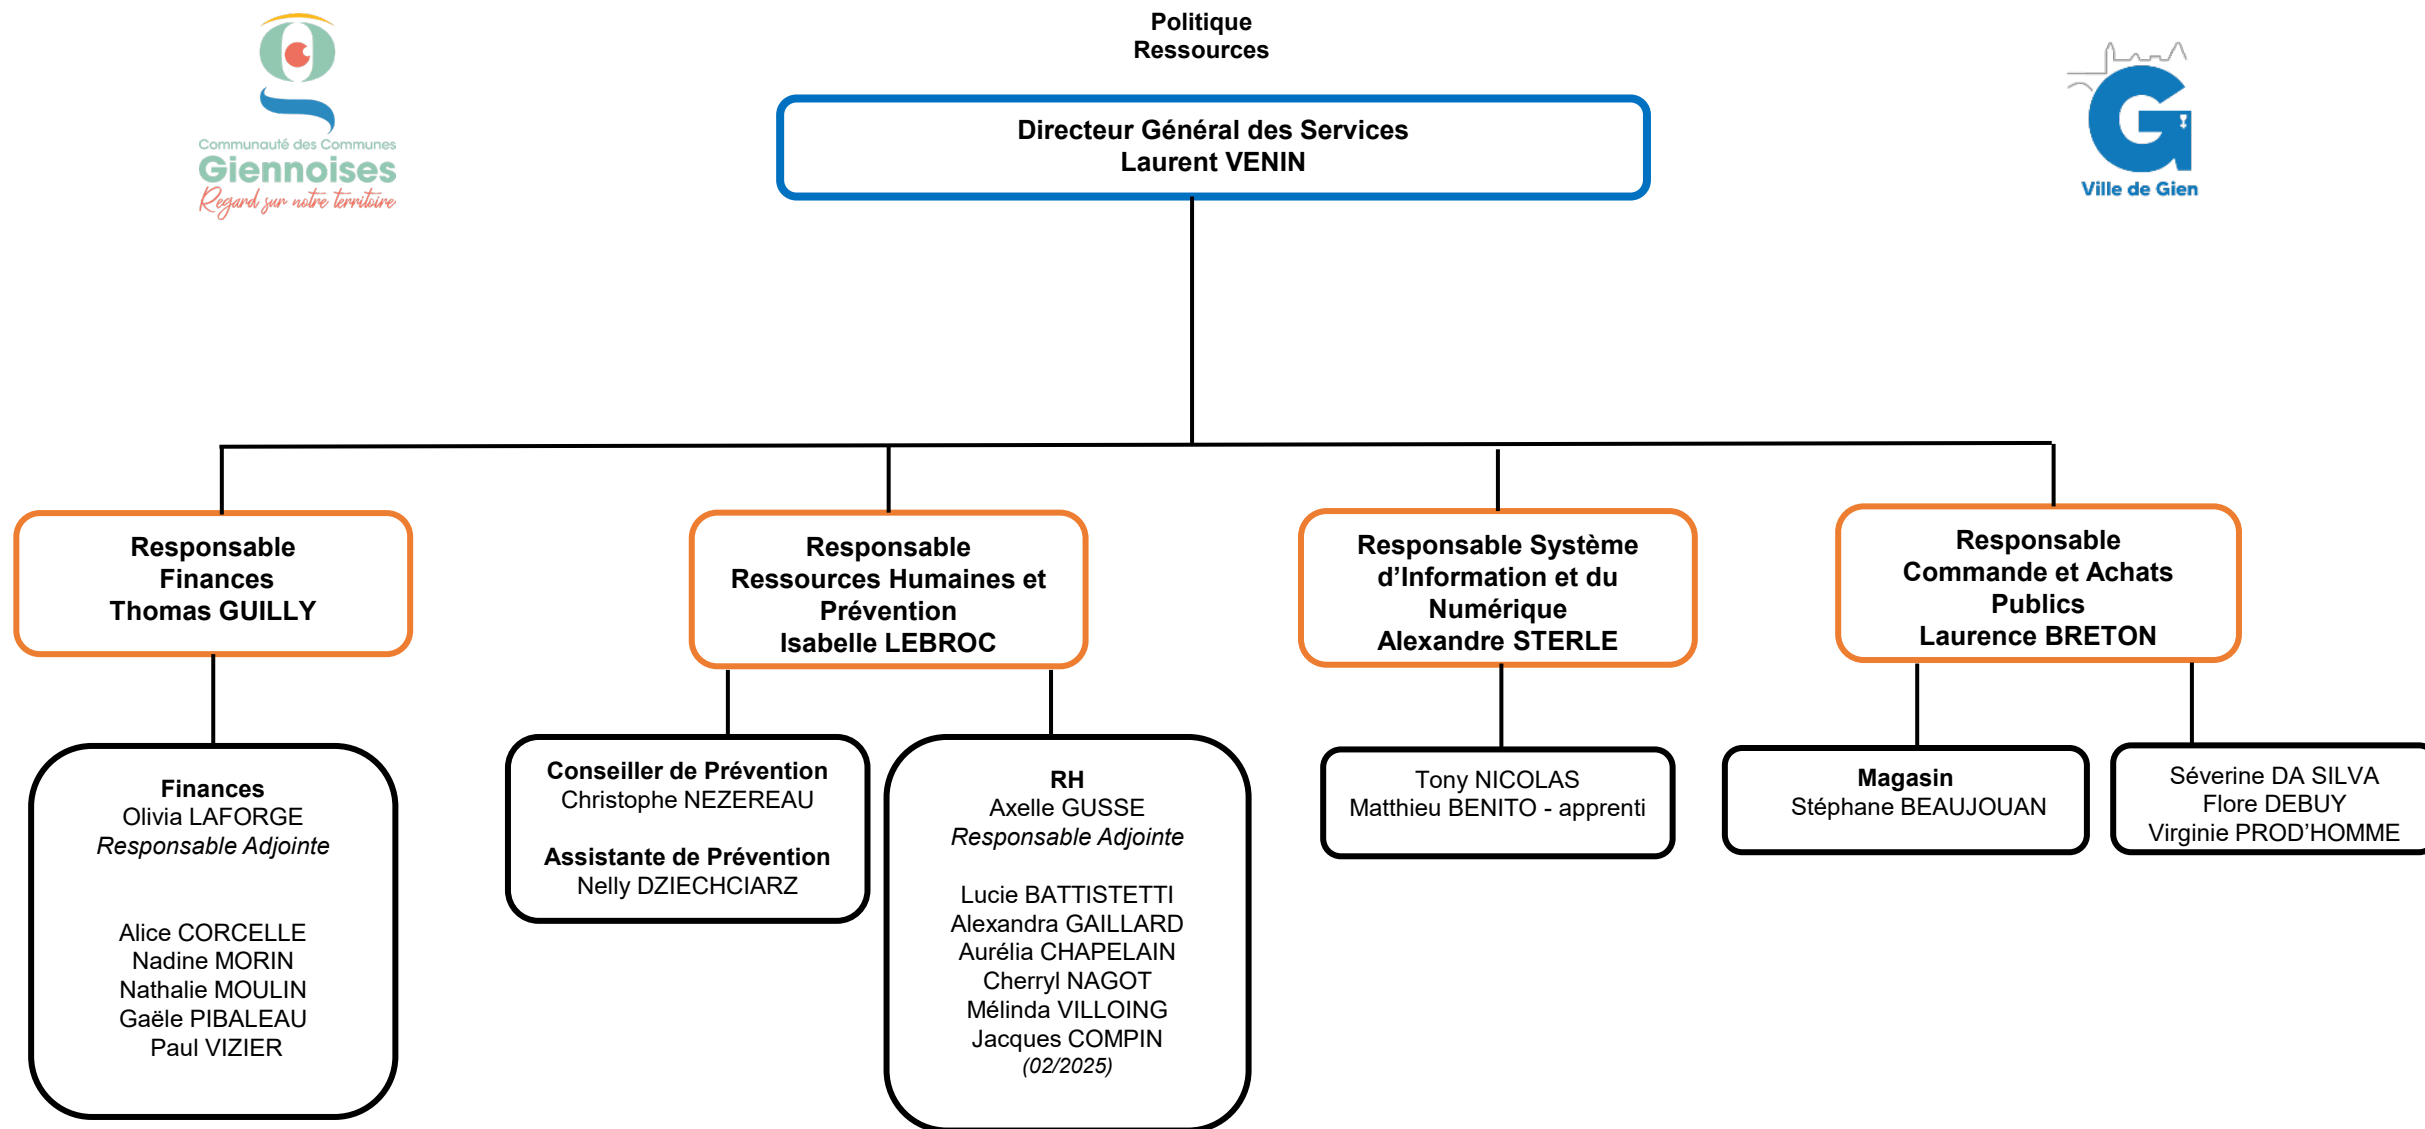 Politique
Ressources
Communauté des Communes
Giennoises
Regard sur notre territoire
Ville de Gien
Directeur Général des Services
Laurent VENIN
Responsable
Finances
Thomas GUILLY
Responsable
Ressources Humaines et
Prévention
Isabelle LEBROC
Responsable Système
d’Information et du
Numérique
Alexandre STERLE
Responsable
Commande et Achats
Publics
Laurence BRETON
Finances
Olivia LAFORGE
Responsable Adjointe
Alice CORCELLE
Nadine MORIN
Nathalie MOULIN
Gaële PIBALEAU
Paul VIZIER
Conseiller de Prévention
Christophe NEZEREAU
Assistante de Prévention
Nelly DZIECHCIARZ
RH
Axelle GUSSE
Responsable Adjointe
Lucie BATTISTETTI
Alexandra GAILLARD
Aurélia CHAPELAIN
Cherryl NAGOT
Mélinda VILLOING
Jacques COMPIN
(02/2025)
Tony NICOLAS
Matthieu BENITO - apprenti
Magasin
Stéphane BEAUJOUAN
Séverine DA SILVA
Flore DEBUY
Virginie PROD’HOMME